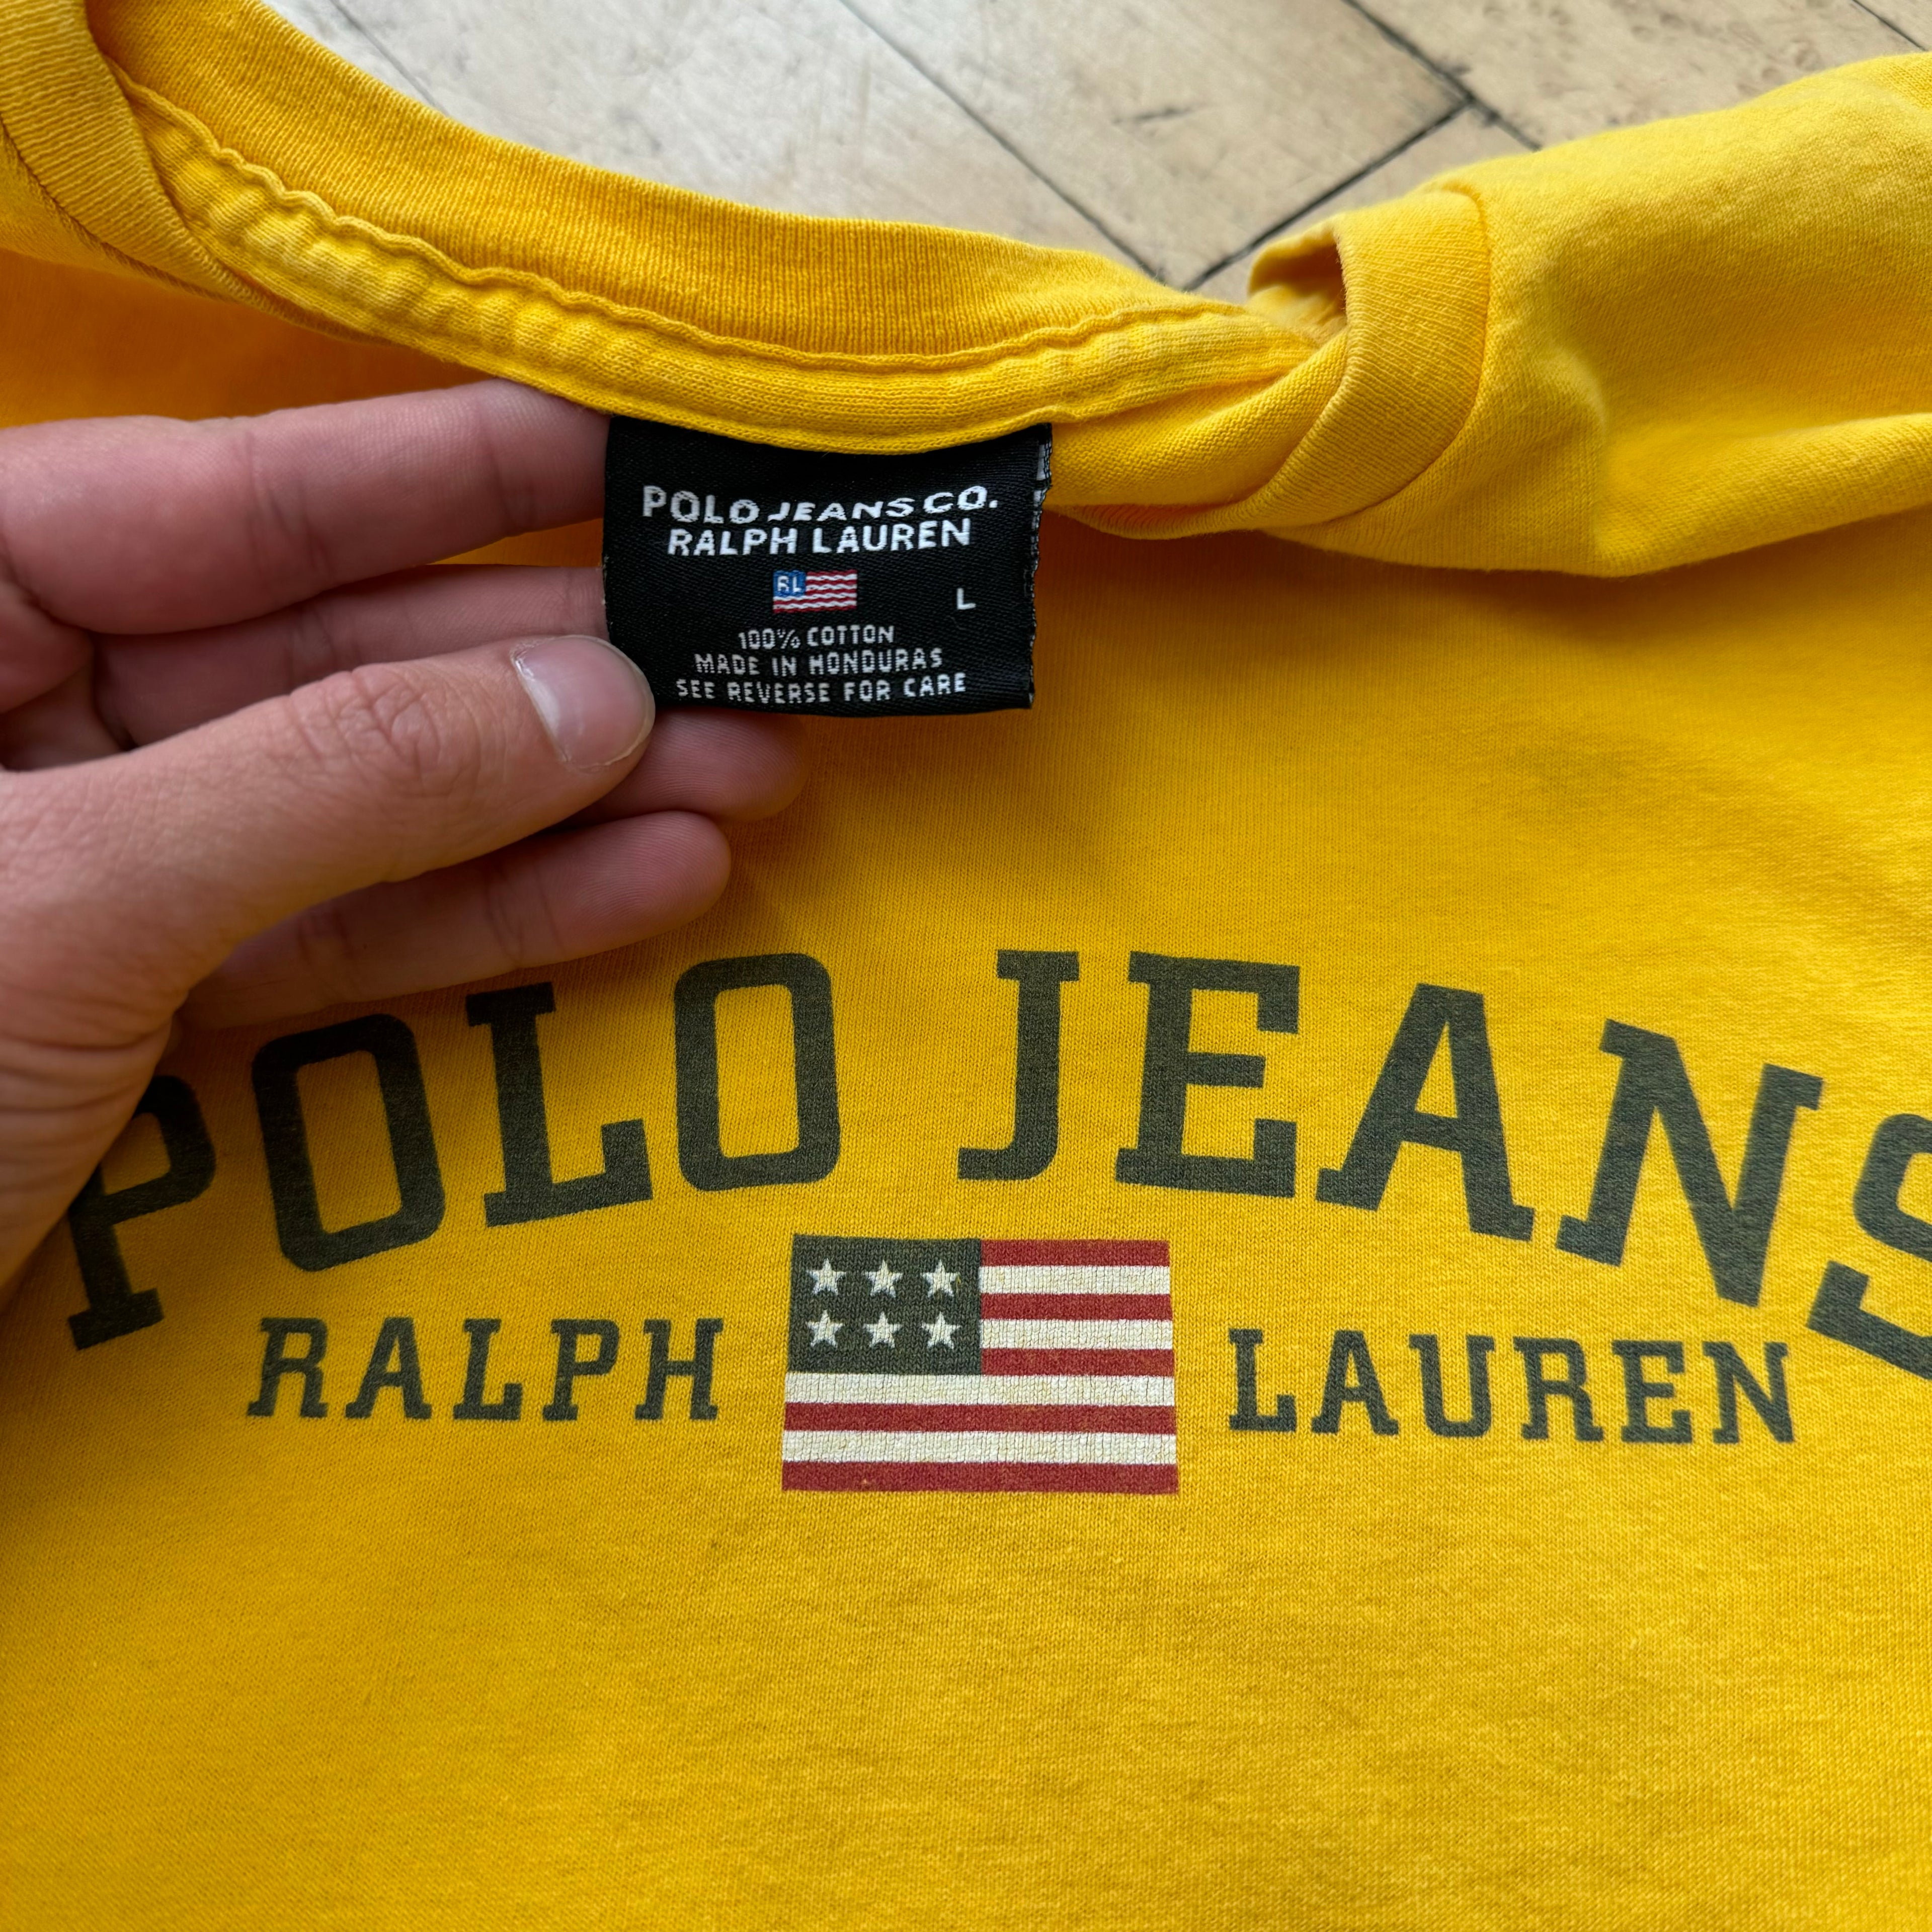 POLO JEANS CO.
RALPH LAUREN
RL
L
100% COTTON
MADE IN HONDURAS
SEE REVERSE FOR CARE
POLO JEANS
RALPH LAUREN